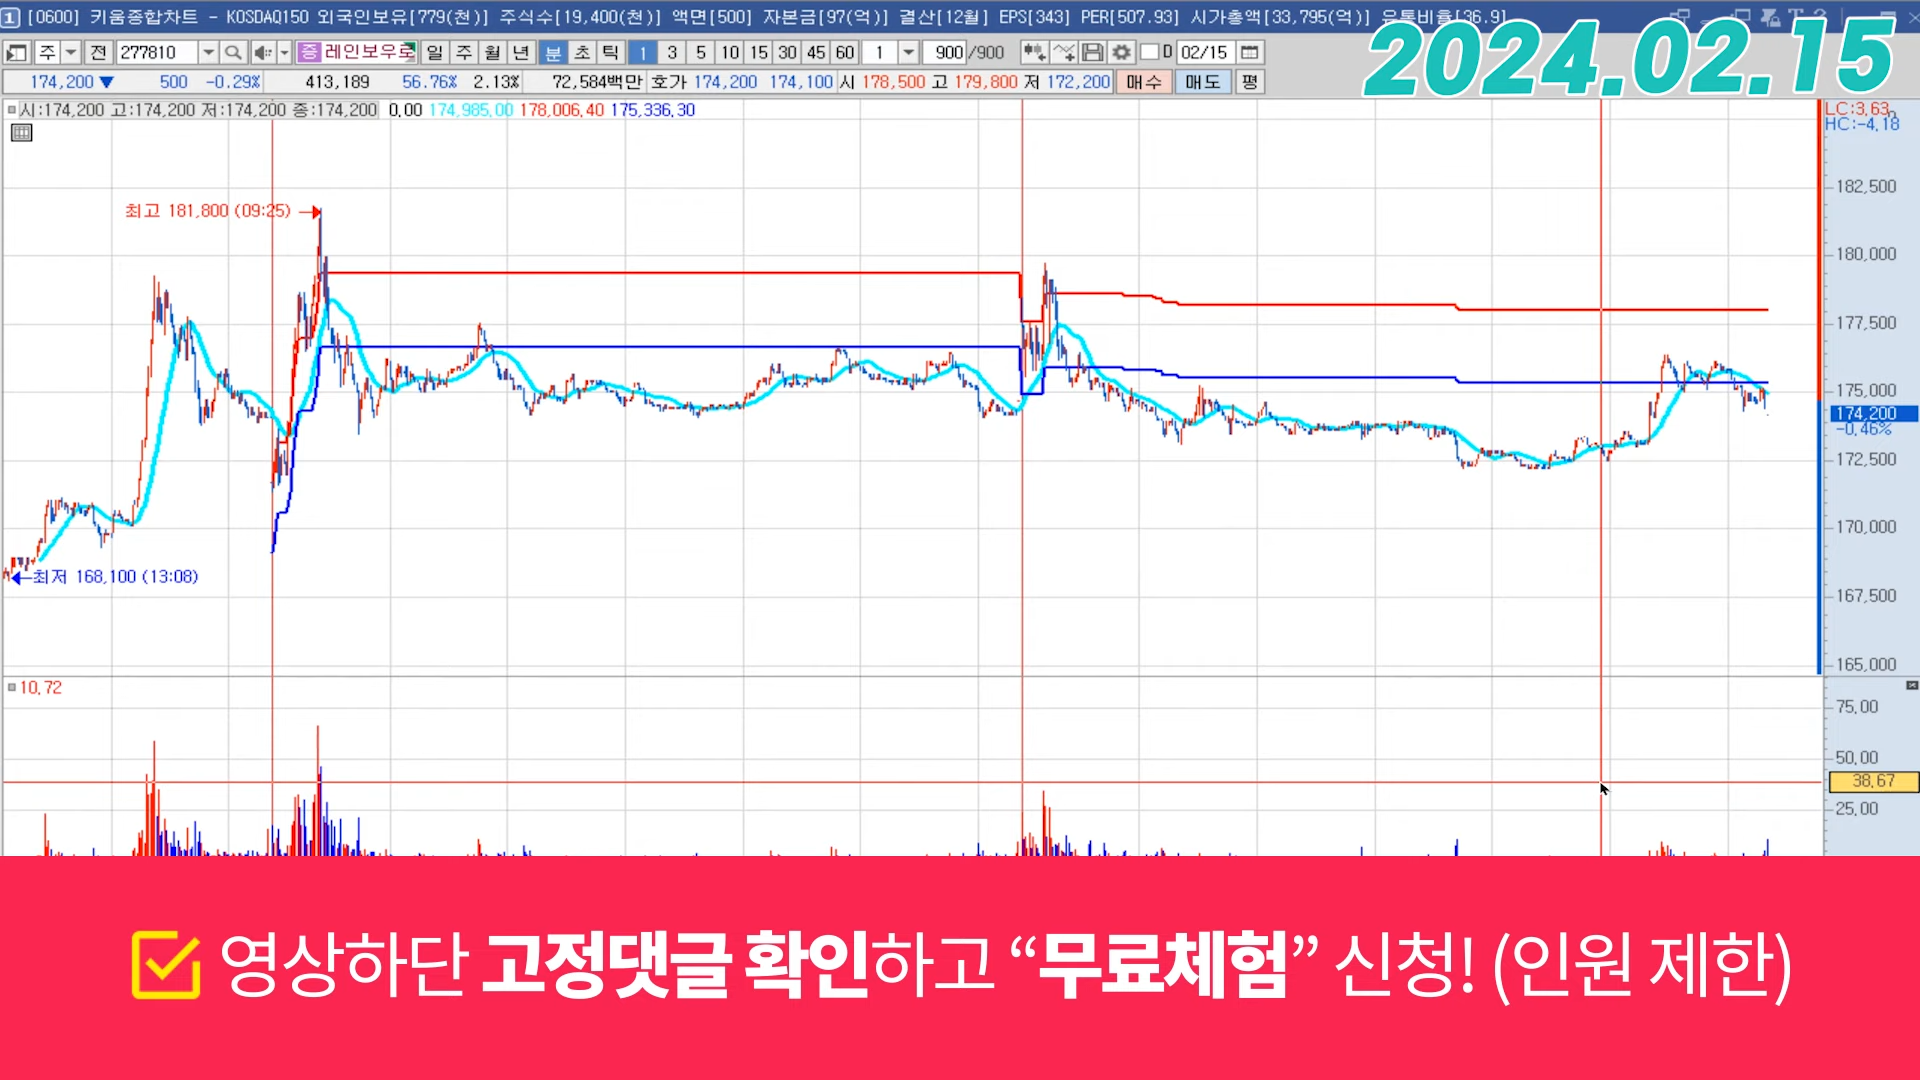 1 [0600] 키움종합차트 - KOSDAQ150 외국인보유[779(천)] 주식수[19,400(천)] 액면[500] 자본금[97(억)] 결산[12월] EPS[343] PER[507.93] 시가총액[33,795(억)] 유통비율[36.9]
2024.02.15
주 전 277810 증 레인보우로 일 주 월 년 분 초 틱 1 3 5 10 15 30 45 60 1 900 /900 D 02/15
174,200 ▼ 500 -0.29% 413,189 56.76% 2.13% 72,584백만 호가 174,200 174,100 시 178,500 고 179,800 저 172,200 매수 매도 평
시:174,200 고:174,200 저:174,200 종:174,200 0.00 174,985.00 178,006.40 175,336.30
LC:3.63
HC:-4.18
182,500
최고 181,800 (09:25)
180,000
177,500
175,000
174,200
-0.46%
172,500
170,000
최저 168,100 (13:08)
167,500
165,000
10.72
75.00
50.00
38.67
25.00
영상하단 고정댓글 확인하고 “무료체험” 신청! (인원 제한)